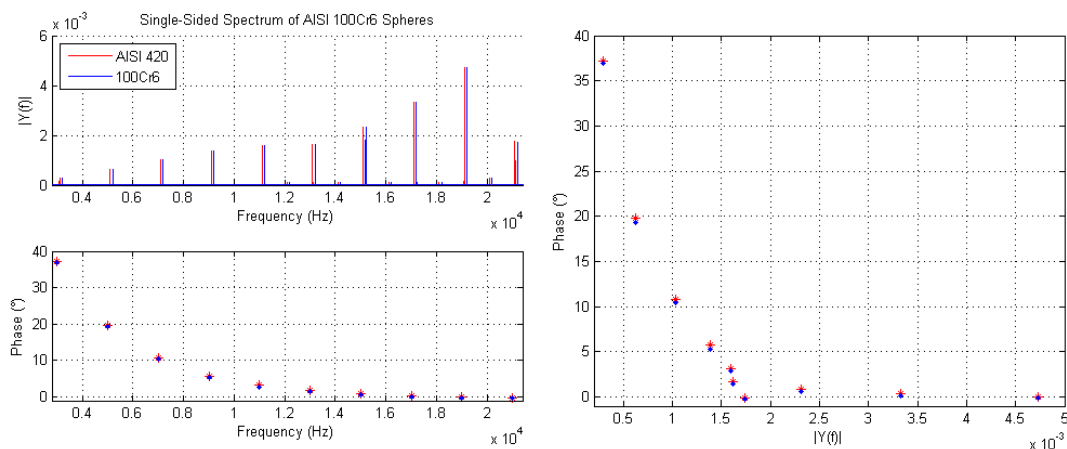 x 10⁻³
Single-Sided Spectrum of AISI 100Cr6 Spheres
6
4
2
0
|Y(f)|
AISI 420
100Cr6
0.4 0.6 0.8 1 1.2 1.4 1.6 1.8 2
Frequency (Hz)
x 10⁴
40
30
20
10
0
Phase (°)
0.4 0.6 0.8 1 1.2 1.4 1.6 1.8 2
Frequency (Hz)
x 10⁴
40
35
30
25
20
15
10
5
0
Phase (°)
0.5 1 1.5 2 2.5 3 3.5 4 4.5 5
|Y(f)|
x 10⁻³